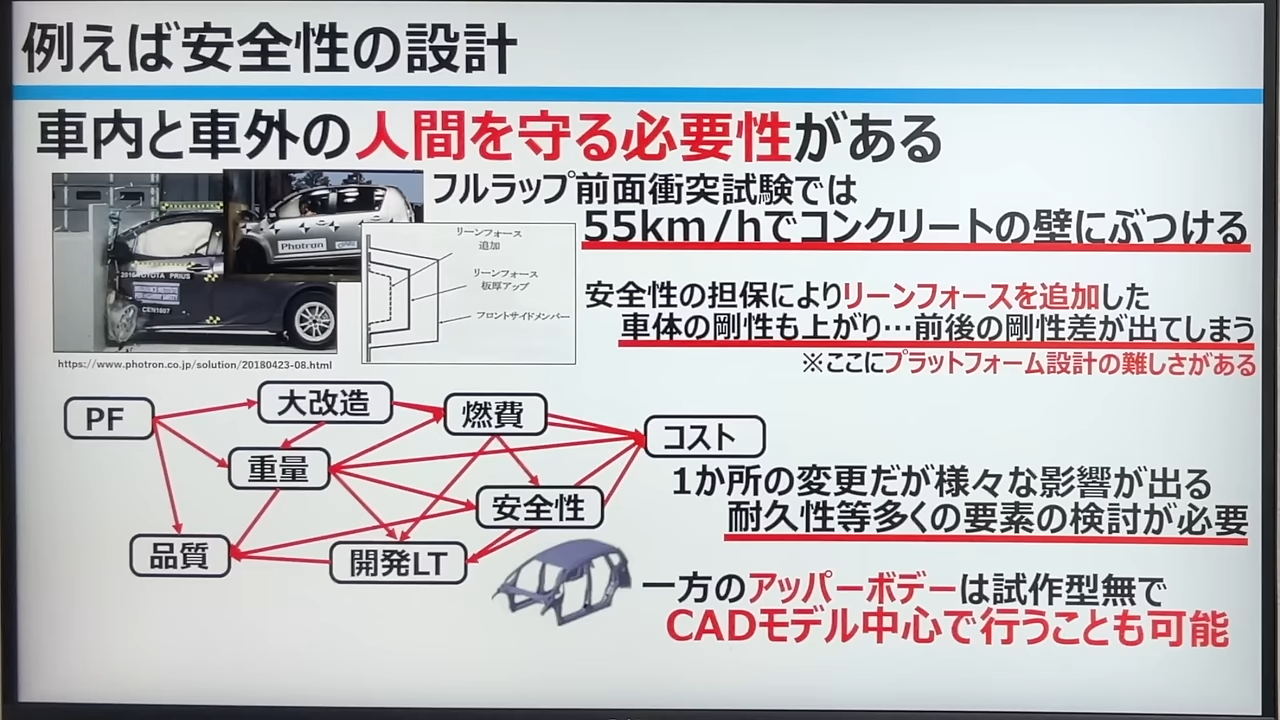 例えば安全性の設計
車内と車外の人間を守る必要性がある
フルラップ前面衝突試験では
55km/hでコンクリートの壁にぶつける
Photron
2016 TOYOTA PRIUS
INSURANCE INSTITUTE
FOR HIGHWAY SAFETY
CEN1607
リーンフォース
追加
リーンフォース
板厚アップ
フロントサイドメンバー
https://www.photron.co.jp/solution/20180423-08.html
安全性の担保によりリーンフォースを追加した
車体の剛性も上がり…前後の剛性差が出てしまう
※ここにプラットフォーム設計の難しさがある
PF
大改造
燃費
コスト
重量
安全性
品質
開発LT
1か所の変更だが様々な影響が出る
耐久性等多くの要素の検討が必要
一方のアッパーボデーは試作型無で
CADモデル中心で行うことも可能